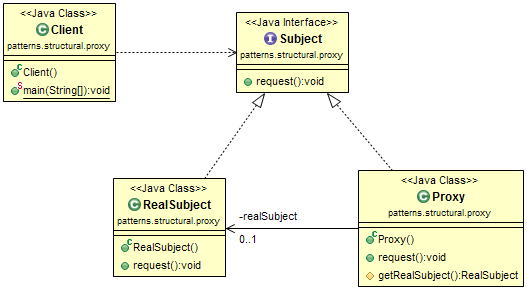 <<Java Class>>
Client
patterns.structural.proxy
Client()
main(String[]):void
<<Java Interface>>
Subject
patterns.structural.proxy
request():void
<<Java Class>>
RealSubject
patterns.structural.proxy
RealSubject()
request():void
-realSubject
0..1
<<Java Class>>
Proxy
patterns.structural.proxy
Proxy()
request():void
getRealSubject():RealSubject